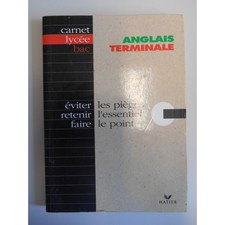 carnet
lycée
bac
ANGLAIS
TERMINALE
éviter les pièges
retenir l'essentiel
faire le point
HATIER